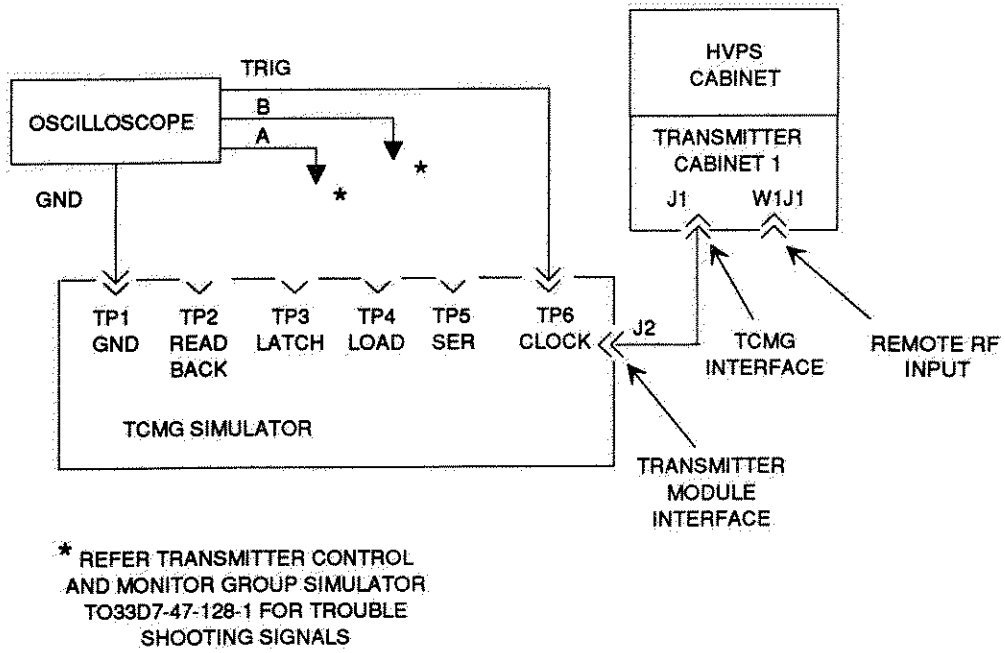 TRIG
B
A
OSCILLOSCOPE
GND
HVPS
CABINET
TRANSMITTER
CABINET 1
J1 W1J1
*
*
TP1
GND
TP2
READ
BACK
TP3
LATCH
TP4
LOAD
TP5
SER
TP6
CLOCK
J2
TCMG
INTERFACE
REMOTE RF
INPUT
TCMG SIMULATOR
TRANSMITTER
MODULE
INTERFACE
* REFER TRANSMITTER CONTROL
AND MONITOR GROUP SIMULATOR
TO33D7-47-128-1 FOR TROUBLE
SHOOTING SIGNALS